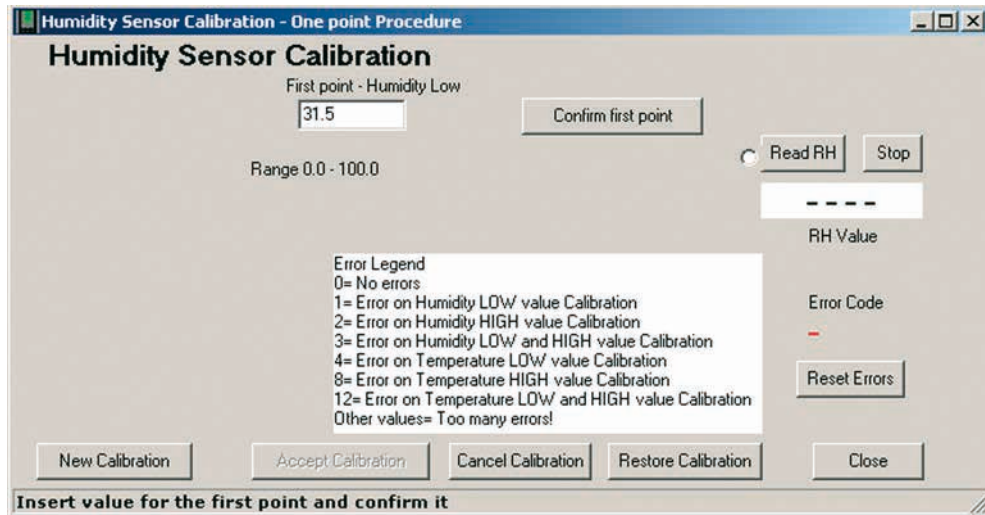 Humidity Sensor Calibration - One point Procedure
Humidity Sensor Calibration
First point - Humidity Low
31.5
Confirm first point
Range 0.0 - 100.0
Read RH
Stop
- - - -
RH Value
Error Legend
0= No errors
1= Error on Humidity LOW value Calibration
2= Error on Humidity HIGH value Calibration
3= Error on Humidity LOW and HIGH value Calibration
4= Error on Temperature LOW value Calibration
8= Error on Temperature HIGH value Calibration
12= Error on Temperature LOW and HIGH value Calibration
Other values= Too many errors!
Error Code
-
Reset Errors
New Calibration
Accept Calibration
Cancel Calibration
Restore Calibration
Close
Insert value for the first point and confirm it